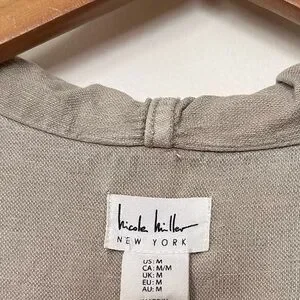 nicole miller
NEW YORK
US: M
CA: M/M
UK: M
EU: M
AU: M